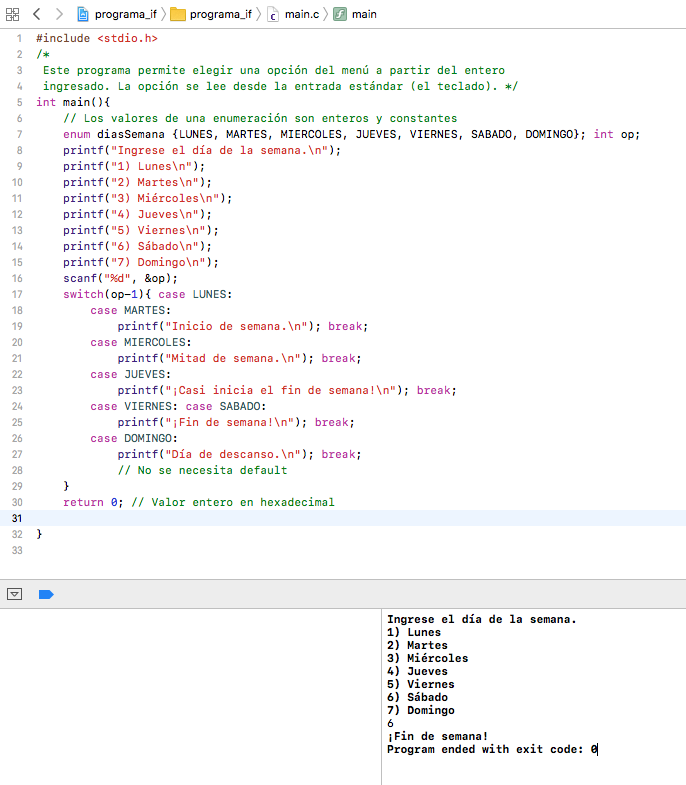 programa_if programa_if main.c main
1 #include <stdio.h>
2 /*
3 Este programa permite elegir una opción del menú a partir del entero
4 ingresado. La opción se lee desde la entrada estándar (el teclado). */
5 int main(){
6 // Los valores de una enumeración son enteros y constantes
7 enum diasSemana {LUNES, MARTES, MIERCOLES, JUEVES, VIERNES, SABADO, DOMINGO}; int op;
8 printf("Ingrese el día de la semana.\n");
9 printf("1) Lunes\n");
10 printf("2) Martes\n");
11 printf("3) Miércoles\n");
12 printf("4) Jueves\n");
13 printf("5) Viernes\n");
14 printf("6) Sábado\n");
15 printf("7) Domingo\n");
16 scanf("%d", &op);
17 switch(op-1){ case LUNES:
18 case MARTES:
19 printf("Inicio de semana.\n"); break;
20 case MIERCOLES:
21 printf("Mitad de semana.\n"); break;
22 case JUEVES:
23 printf("¡Casi inicia el fin de semana!\n"); break;
24 case VIERNES: case SABADO:
25 printf("¡Fin de semana!\n"); break;
26 case DOMINGO:
27 printf("Día de descanso.\n"); break;
28 // No se necesita default
29 }
30 return 0; // Valor entero en hexadecimal
31
32 }
33
Ingrese el día de la semana.
1) Lunes
2) Martes
3) Miércoles
4) Jueves
5) Viernes
6) Sábado
7) Domingo
6
¡Fin de semana!
Program ended with exit code: 0